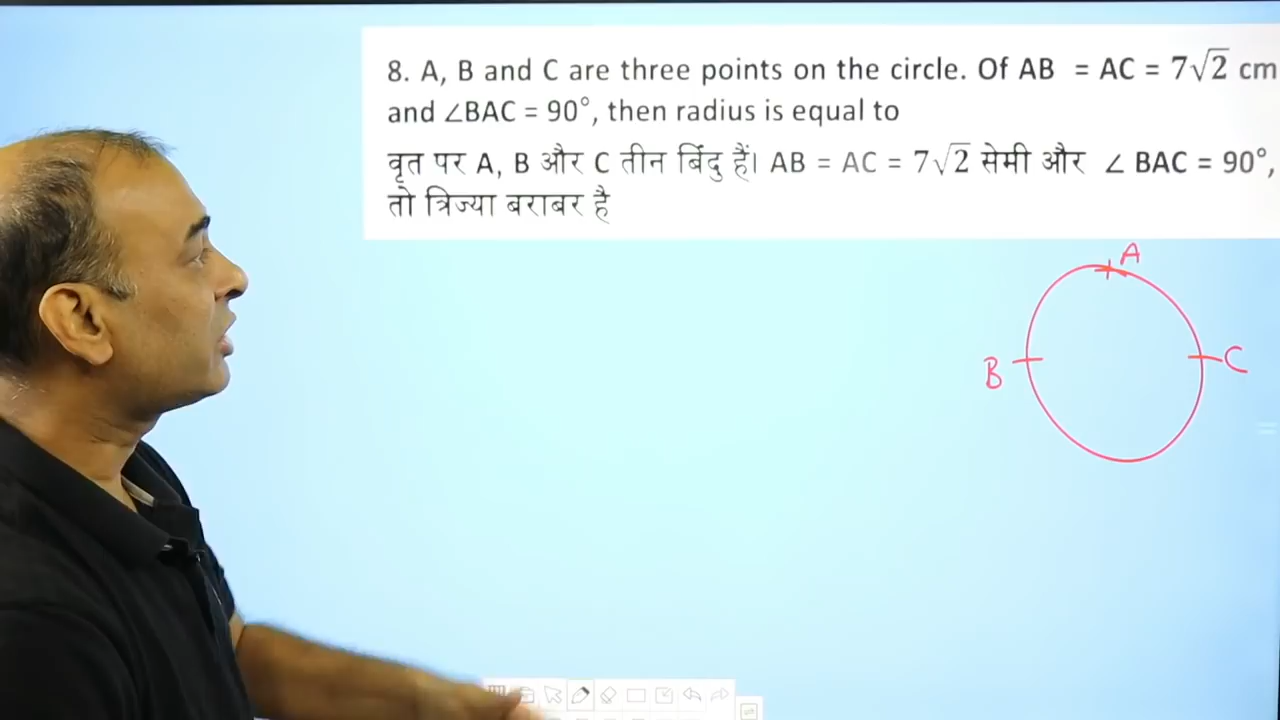 8. A, B and C are three points on the circle. Of AB = AC = 7√2 cm
and ∠BAC = 90°, then radius is equal to
वृत पर A, B और C तीन बिंदु हैं। AB = AC = 7√2 सेमी और ∠ BAC = 90°,
तो त्रिज्या बराबर है
A
B
C